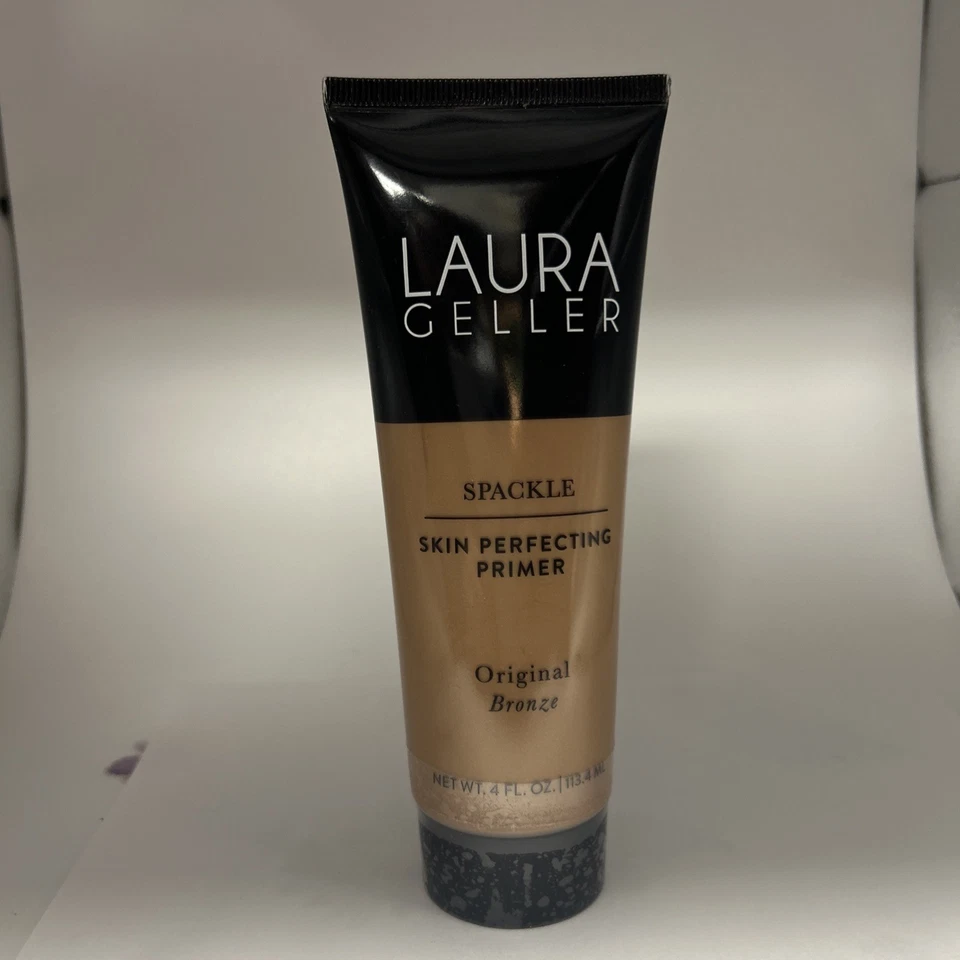 LAURA
GELLER
SPACKLE
SKIN PERFECTING
PRIMER
Original
Bronze
NET WT. 4 FL. OZ. | 113.4 ML